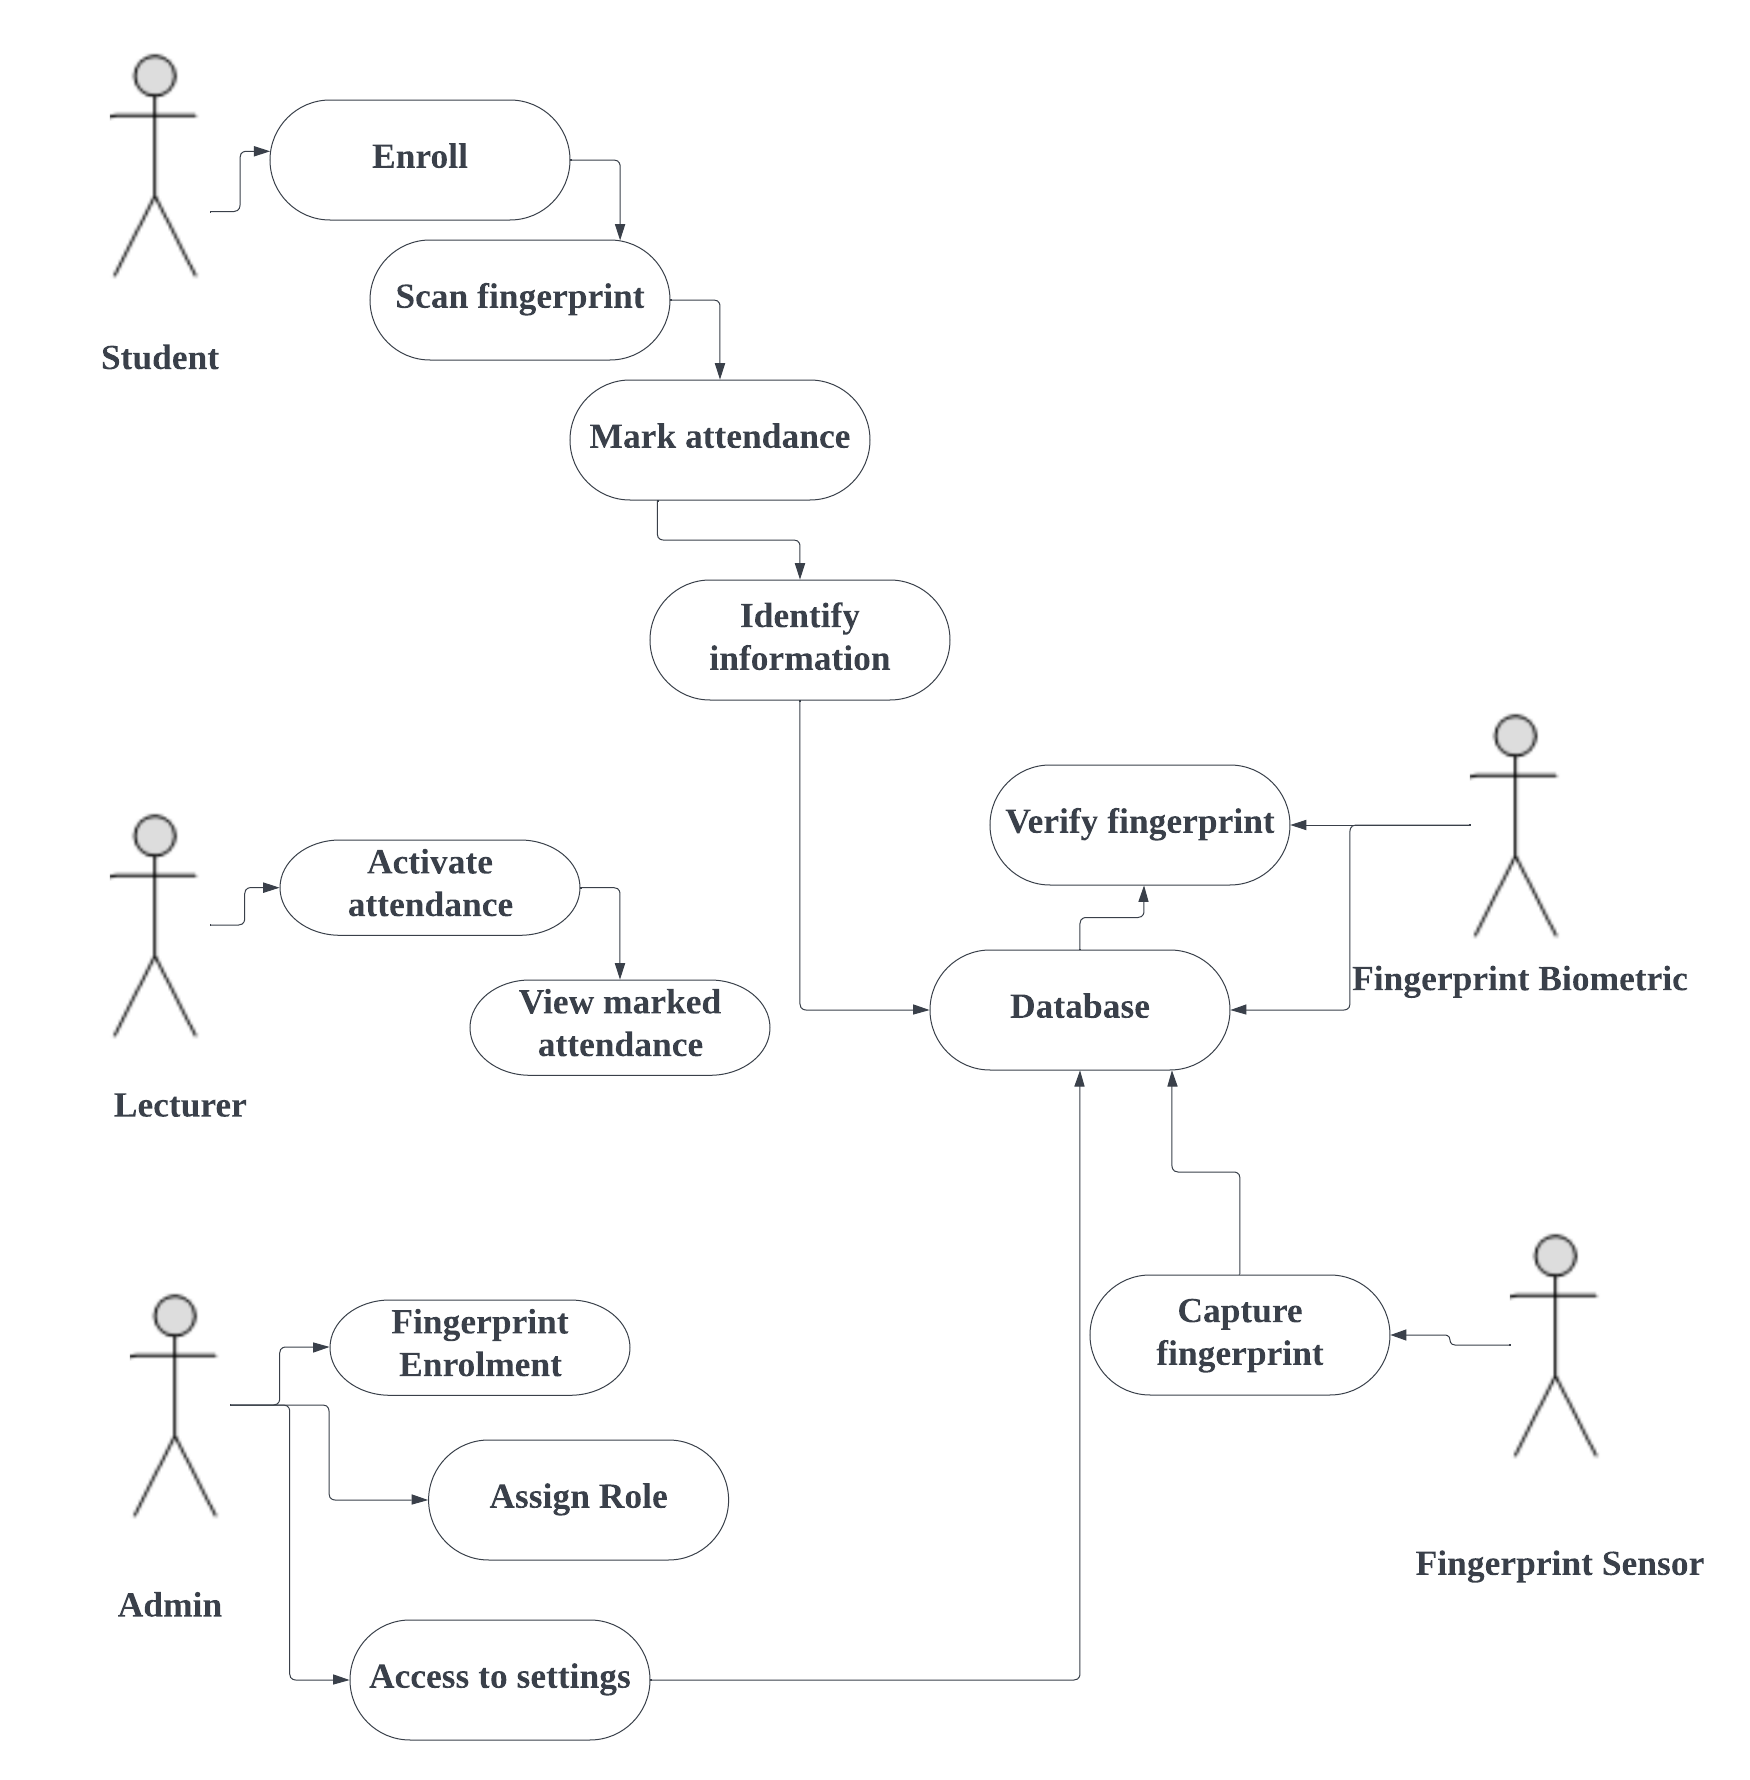 Enroll
Scan fingerprint
Student
Mark attendance
Identify
information
Verify fingerprint
Activate
attendance
Fingerprint Biometric
View marked
attendance
Database
Lecturer
Capture
fingerprint
Fingerprint
Enrolment
Assign Role
Fingerprint Sensor
Admin
Access to settings